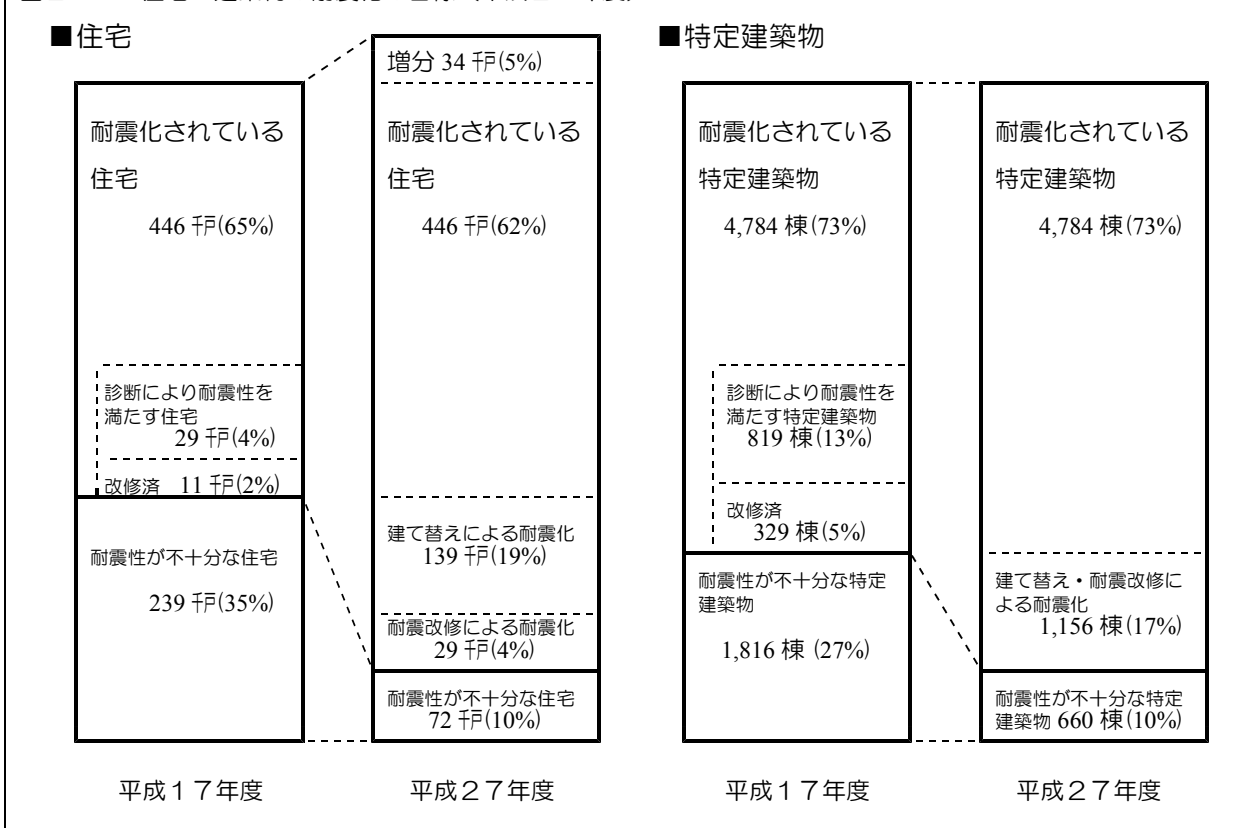 ■住宅
増分 34 千戸(5%)
耐震化されている
住宅
446 千戸(65%)
診断により耐震性を
満たす住宅
29 千戸(4%)
改修済 11 千戸(2%)
耐震性が不十分な住宅
239 千戸(35%)
平成17年度
耐震化されている
住宅
446 千戸(62%)
建て替えによる耐震化
139 千戸(19%)
耐震改修による耐震化
29 千戸(4%)
耐震性が不十分な住宅
72 千戸(10%)
平成27年度
■特定建築物
耐震化されている
特定建築物
4,784 棟(73%)
診断により耐震性を
満たす特定建築物
819 棟(13%)
改修済
329 棟(5%)
耐震性が不十分な特定
建築物
1,816 棟 (27%)
平成17年度
耐震化されている
特定建築物
4,784 棟(73%)
建て替え・耐震改修に
よる耐震化
1,156 棟(17%)
耐震性が不十分な特定
建築物 660 棟(10%)
平成27年度